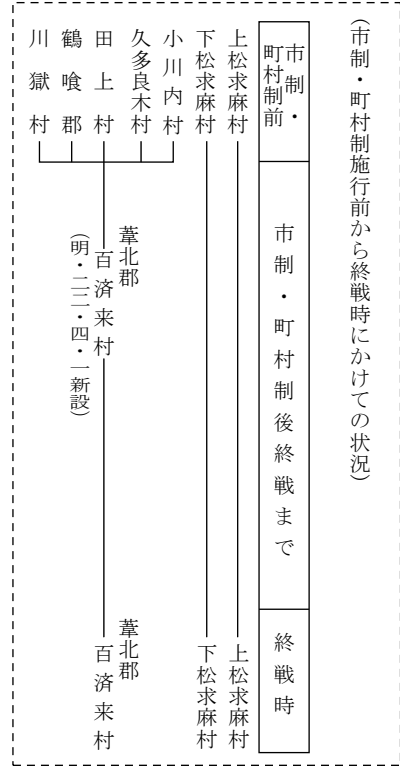 (市制・町村制施行前から終戦時にかけての状況)
市制・
町村制前
市制・町村制後終戦まで
終戦時
上松求麻村
上松求麻村
下松求麻村
下松求麻村
小川内村
久多良木村
田上村
鶴喰郡
川獄村
葦北郡
百済来村
(明・二二・四・一新設)
葦北郡
百済来村